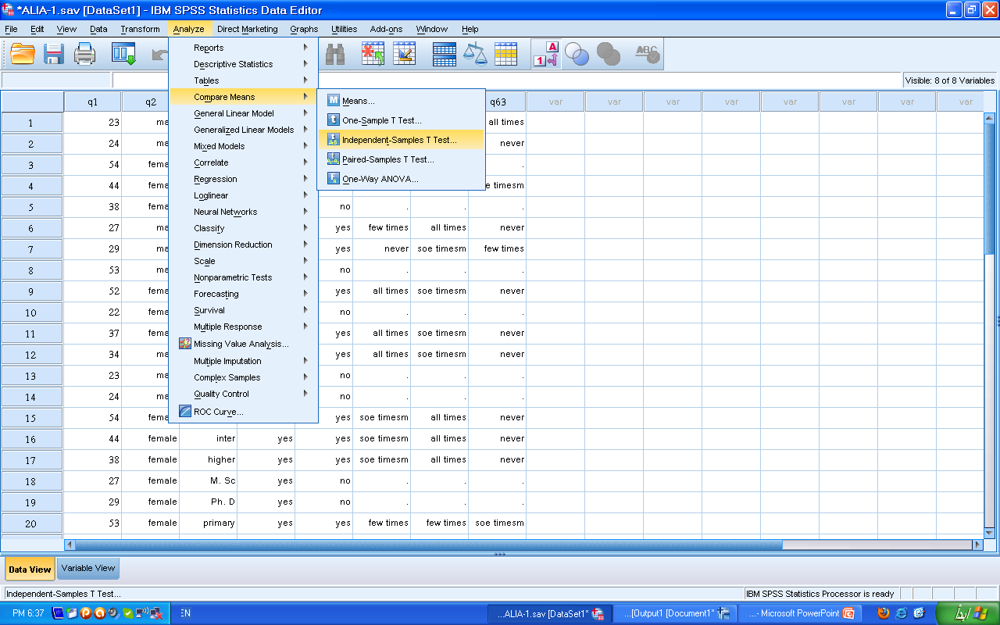 *ALIA-1.sav [DataSet1] - IBM SPSS Statistics Data Editor
File Edit View Data Transform Analyze Direct Marketing Graphs Utilities Add-ons Window Help
Visible: 8 of 8 Variables
Reports
Descriptive Statistics
Tables
Compare Means
General Linear Model
Generalized Linear Models
Mixed Models
Correlate
Regression
Loglinear
Neural Networks
Classify
Dimension Reduction
Scale
Nonparametric Tests
Forecasting
Survival
Multiple Response
Missing Value Analysis...
Multiple Imputation
Complex Samples
Quality Control
ROC Curve...
Means...
One-Sample T Test...
Independent-Samples T Test...
Paired-Samples T Test...
One-Way ANOVA...
q1 q2 q63 var var var var var var var var
1 23 ma all times
2 24 ma never
3 54 fema .
4 44 fema e timesm
5 38 fema no . . .
6 27 ma yes few times all times never
7 29 ma yes never soe timesm few times
8 53 ma no . . .
9 52 fema yes all times soe timesm never
10 22 fema no . . .
11 37 fema yes all times soe timesm never
12 34 fema yes all times soe timesm never
13 23 ma no . . .
14 24 ma no . . .
15 54 fema yes soe timesm all times never
16 44 female inter yes yes soe timesm all times never
17 38 female higher yes yes soe timesm all times never
18 27 female M. Sc yes no . . .
19 29 female Ph. D yes no . . .
20 53 female primary yes yes few times few times soe timesm
Data View Variable View
Independent-Samples T Test... IBM SPSS Statistics Processor is ready
PM 6:37 EN ...ALIA-1.sav [DataSet1* ...[Output1 [Document1* ...- Microsoft PowerPoint ابدأ